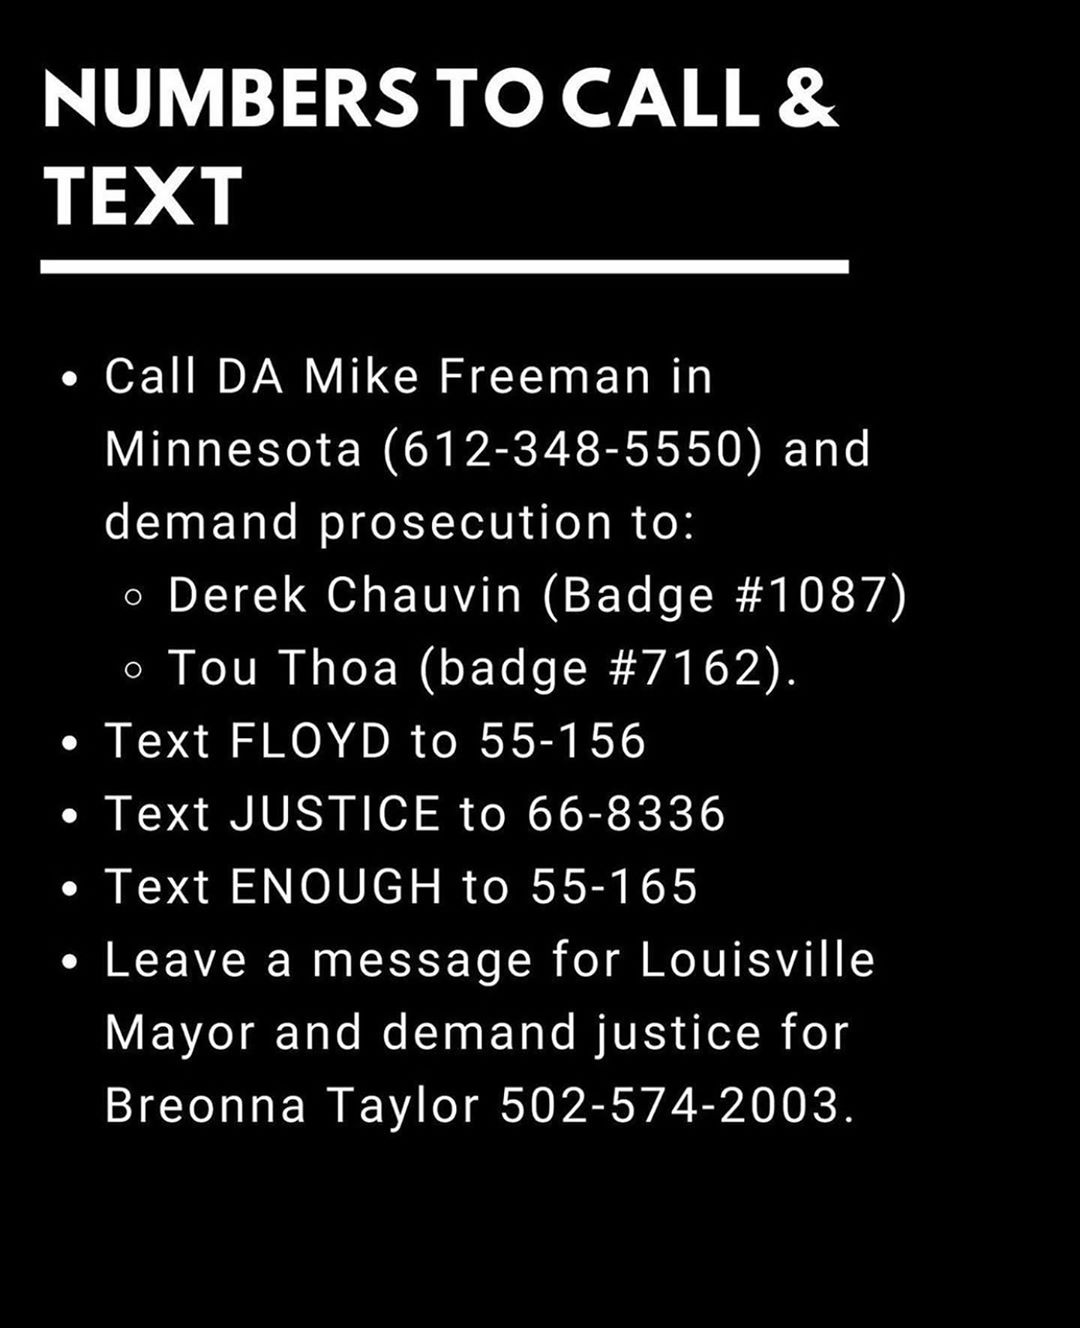 NUMBERS TO CALL &
TEXT
• Call DA Mike Freeman in
Minnesota (612-348-5550) and
demand prosecution to:
◦ Derek Chauvin (Badge #1087)
◦ Tou Thoa (badge #7162).
• Text FLOYD to 55-156
• Text JUSTICE to 66-8336
• Text ENOUGH to 55-165
• Leave a message for Louisville
Mayor and demand justice for
Breonna Taylor 502-574-2003.